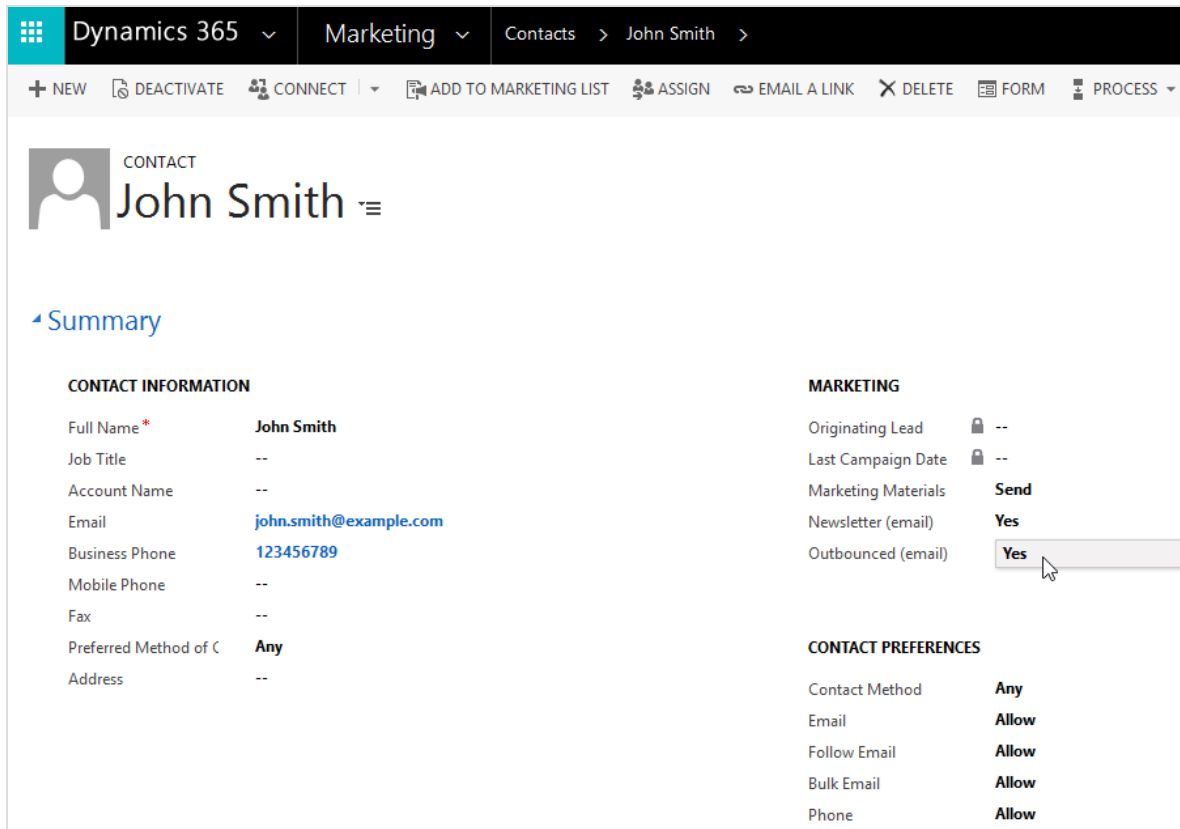 Dynamics 365 Marketing Contacts > John Smith >
NEW DEACTIVATE CONNECT ADD TO MARKETING LIST ASSIGN EMAIL A LINK DELETE FORM PROCESS
CONTACT
John Smith
Summary
CONTACT INFORMATION
Full Name* John Smith
Job Title --
Account Name --
Email john.smith@example.com
Business Phone 123456789
Mobile Phone --
Fax --
Preferred Method of C Any
Address --
MARKETING
Originating Lead --
Last Campaign Date --
Marketing Materials Send
Newsletter (email) Yes
Outbounced (email) Yes
CONTACT PREFERENCES
Contact Method Any
Email Allow
Follow Email Allow
Bulk Email Allow
Phone Allow